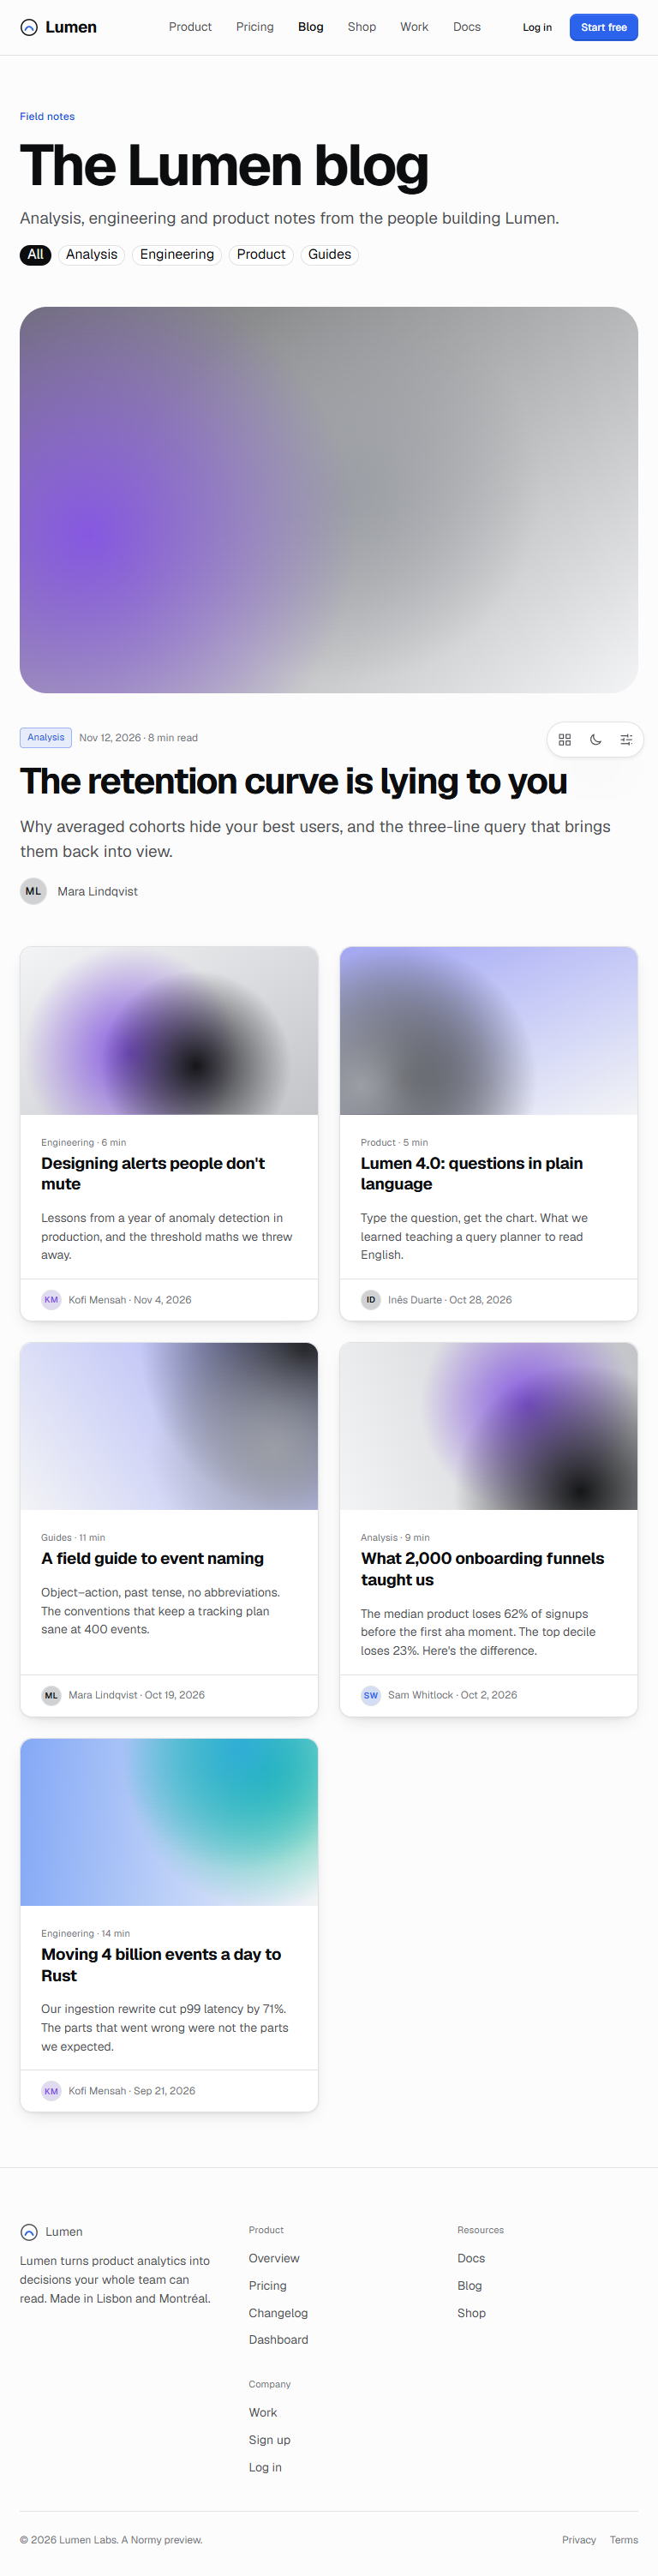 Lumen
Product Pricing Blog Shop Work Docs Log in Start free
Field notes
The Lumen blog
Analysis, engineering and product notes from the people building Lumen.
All Analysis Engineering Product Guides
Analysis Nov 12, 2026 · 8 min read
The retention curve is lying to you
Why averaged cohorts hide your best users, and the three-line query that brings
them back into view.
ML Mara Lindqvist
Engineering · 6 min
Designing alerts people don't
mute
Lessons from a year of anomaly detection in
production, and the threshold maths we threw
away.
KM Kofi Mensah · Nov 4, 2026
Product · 5 min
Lumen 4.0: questions in plain
language
Type the question, get the chart. What we
learned teaching a query planner to read
English.
ID Inês Duarte · Oct 28, 2026
Guides · 11 min
A field guide to event naming
Object–action, past tense, no abbreviations.
The conventions that keep a tracking plan
sane at 400 events.
ML Mara Lindqvist · Oct 19, 2026
Analysis · 9 min
What 2,000 onboarding funnels
taught us
The median product loses 62% of signups
before the first aha moment. The top decile
loses 23%. Here's the difference.
SW Sam Whitlock · Oct 2, 2026
Engineering · 14 min
Moving 4 billion events a day to
Rust
Our ingestion rewrite cut p99 latency by 71%.
The parts that went wrong were not the parts
we expected.
KM Kofi Mensah · Sep 21, 2026
Lumen
Lumen turns product analytics into
decisions your whole team can
read. Made in Lisbon and Montréal.
Product
Overview
Pricing
Changelog
Dashboard
Resources
Docs
Blog
Shop
Company
Work
Sign up
Log in
© 2026 Lumen Labs. A Normy preview.
Privacy Terms